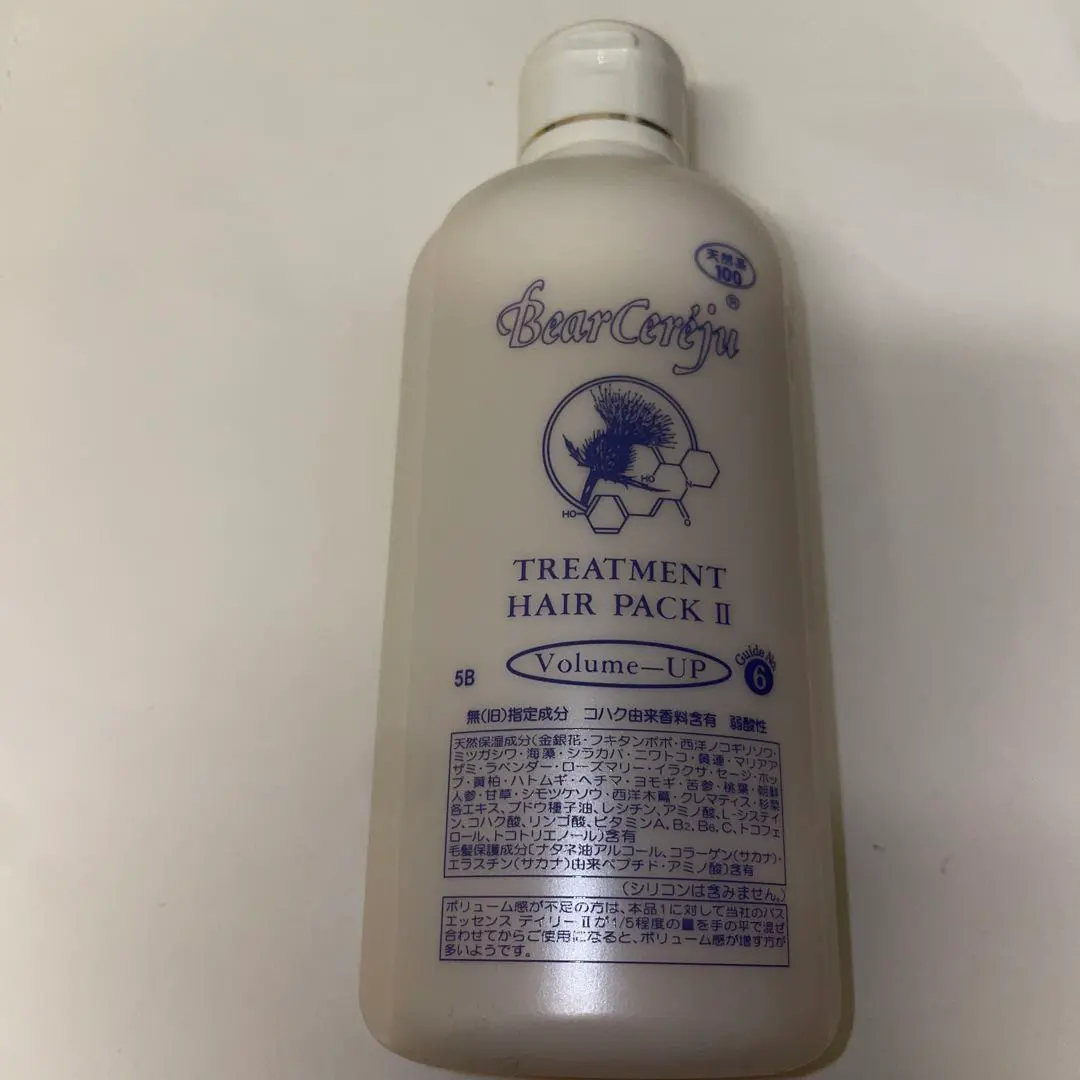 天然系
100
BearCeréju®
HO
N
HO
O
TREATMENT
HAIR PACK Ⅱ
Volume—UP
Guide No.
6
5B
無(旧)指定成分 コハク由来香料含有 弱酸性
天然保湿成分〔金銀花・フキタンポポ・西洋ノコギリソウ・
ミツガシワ・海藻・シラカバ・ニワトコ・黄連・マリアア
ザミ・ラベンダー・ローズマリー・イラクサ・セージ・ホッ
プ・黄柏・ハトムギ・ヘチマ・ヨモギ・苦参・桃葉・朝鮮
人参・甘草・シモツケソウ・西洋木蔦・クレマティス・杉菜
各エキス、ブドウ種子油、レシチン、アミノ酸、L-システイ
ン、コハク酸、リンゴ酸、ビタミンA、B2、B6、C、トコフェ
ロール、トコトリエノール〕含有
毛髪保護成分〔ナタネ油アルコール、コラーゲン(サカナ)・
エラスチン(サカナ)由来ペプチド・アミノ酸〕含有
(シリコンは含みません。)
ボリューム感が不足の方は、本品1に対して当社のバス
エッセンス デイリーⅡが1/5程度の量を手の平で混ぜ
合わせてからご使用になると、ボリューム感が増す方が
多いようです。